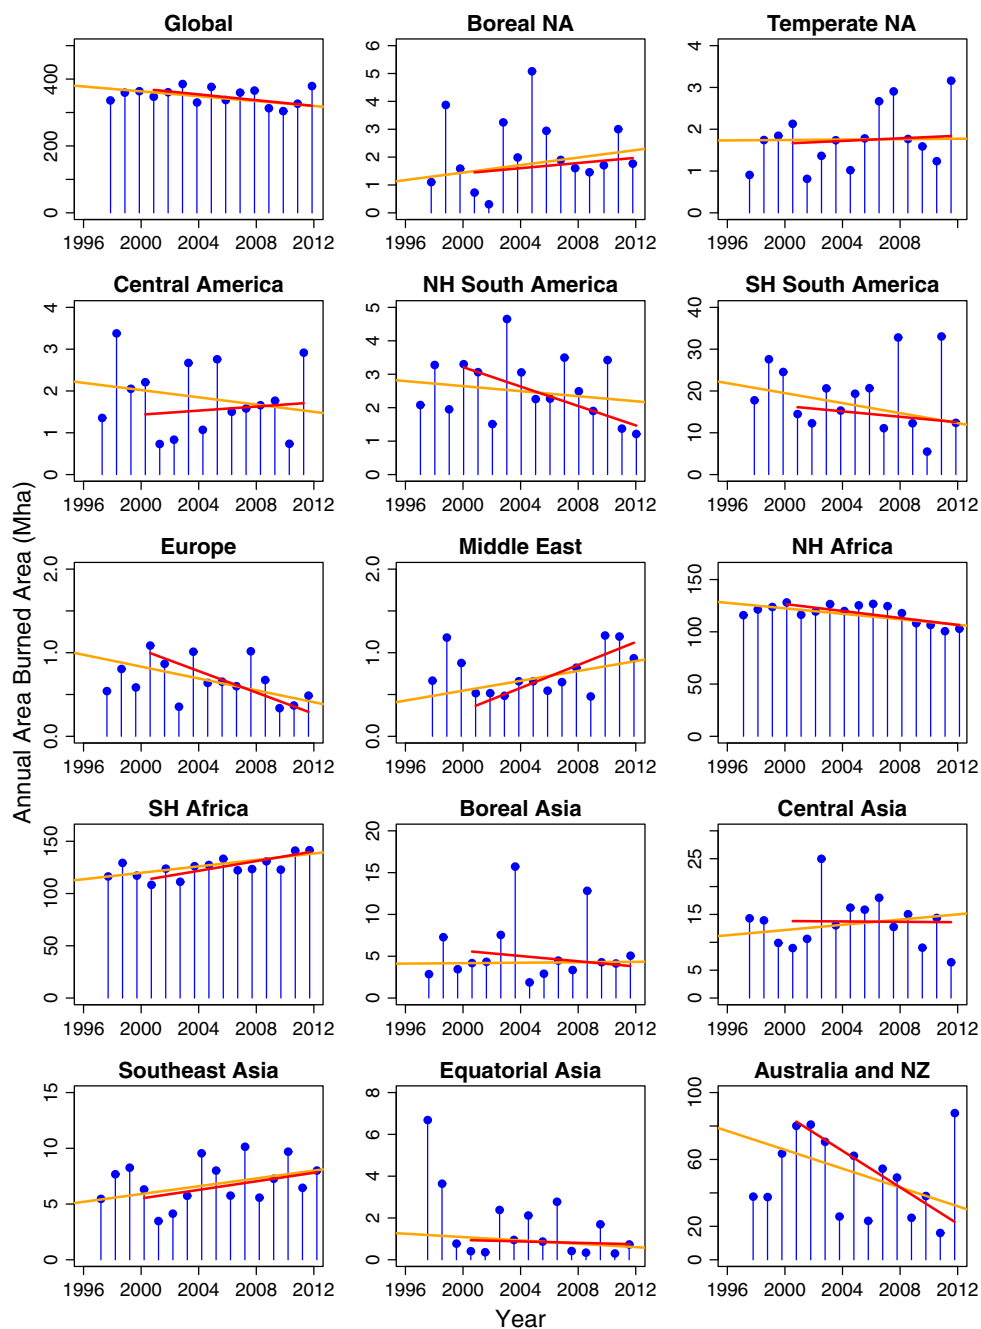 Global
Boreal NA
Temperate NA
0 200 400
0 1 2 3 4 5 6
0 1 2 3 4
1996 2000 2004 2008 2012
1996 2000 2004 2008 2012
1996 2000 2004 2008
Central America
NH South America
SH South America
0 1 2 3 4
0 1 2 3 4 5
0 10 20 30 40
1996 2000 2004 2008 2012
1996 2000 2004 2008 2012
1996 2000 2004 2008 2012
Annual Area Burned Area (Mha)
Europe
Middle East
NH Africa
0.0 1.0 2.0
0.0 1.0 2.0
0 50 100 150
1996 2000 2004 2008 2012
1996 2000 2004 2008 2012
1996 2000 2004 2008 2012
SH Africa
Boreal Asia
Central Asia
0 50 100 150
0 5 10 15 20
0 5 15 25
1996 2000 2004 2008 2012
1996 2000 2004 2008 2012
1996 2000 2004 2008 2012
Southeast Asia
Equatorial Asia
Australia and NZ
0 5 10 15
0 2 4 6 8
0 20 60 100
1996 2000 2004 2008 2012
1996 2000 2004 2008 2012
1996 2000 2004 2008 2012
Year